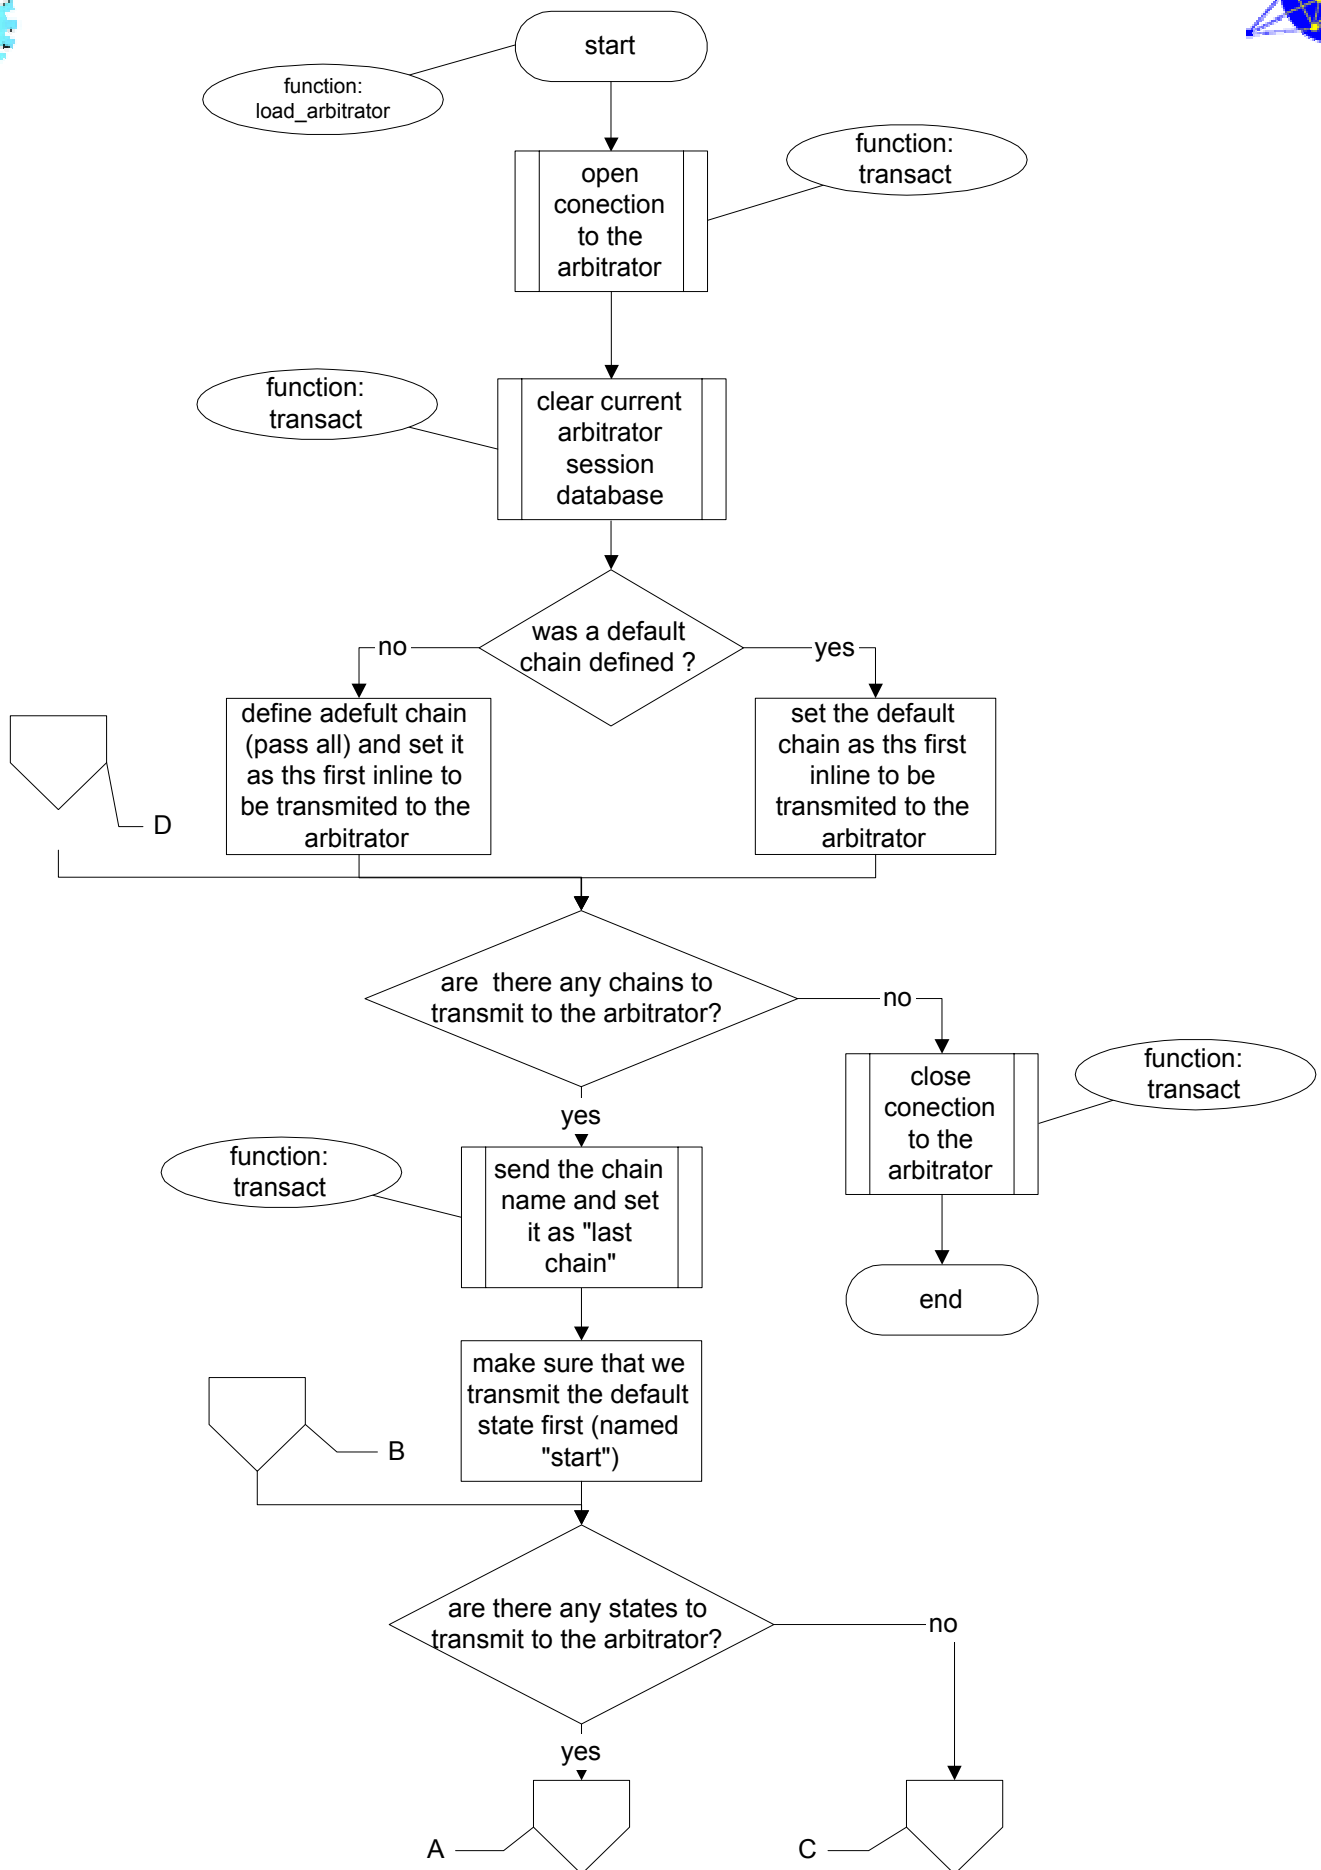 start
function:
load_arbitrator
function:
transact
open
conection
to the
arbitrator
function:
transact
clear current
arbitrator
session
database
was a default
chain defined ?
no
yes
define adefult chain
(pass all) and set it
as ths first inline to
be transmited to the
arbitrator
set the default
chain as ths first
inline to be
transmited to the
arbitrator
D
are  there any chains to
transmit to the arbitrator?
no
yes
close
conection
to the
arbitrator
function:
transact
function:
transact
send the chain
name and set
it as "last
chain"
end
make sure that we
transmit the default
state first (named
"start")
B
are there any states to
transmit to the arbitrator?
no
yes
A
C